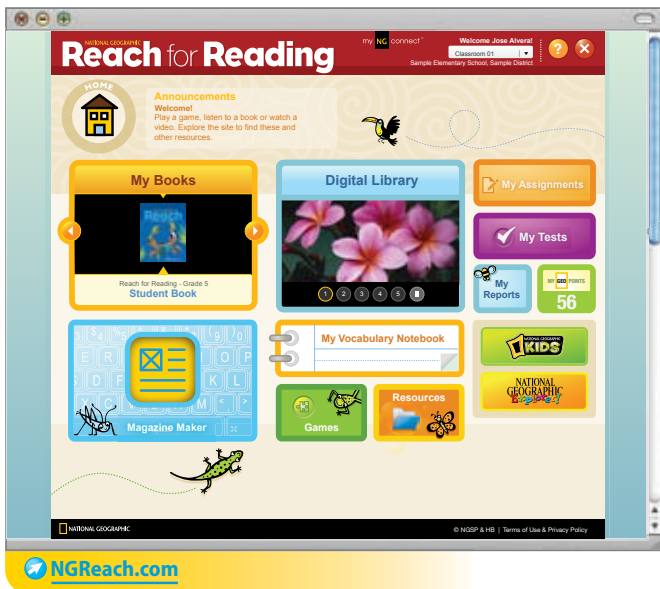 NATIONAL GEOGRAPHIC
Reach for Reading
my NG connect™
Welcome Jose Alvera!
Classroom 01
Sample Elementary School, Sample District
?
HOME
Announcements
Welcome!
Play a game, listen to a book or watch a
video. Explore the site to find these and
other resources.
My Books
Reach
Reach for Reading - Grade 5
Student Book
Digital Library
1 2 3 4 5
My Assignments
My Tests
My
Reports
MY GEO POINTS
56
Magazine Maker
My Vocabulary Notebook
Games
Resources
NATIONAL GEOGRAPHIC
KIDS
NATIONAL
GEOGRAPHIC
Explorer!
NATIONAL GEOGRAPHIC
© NGSP & HB | Terms of Use & Privacy Policy
NGReach.com